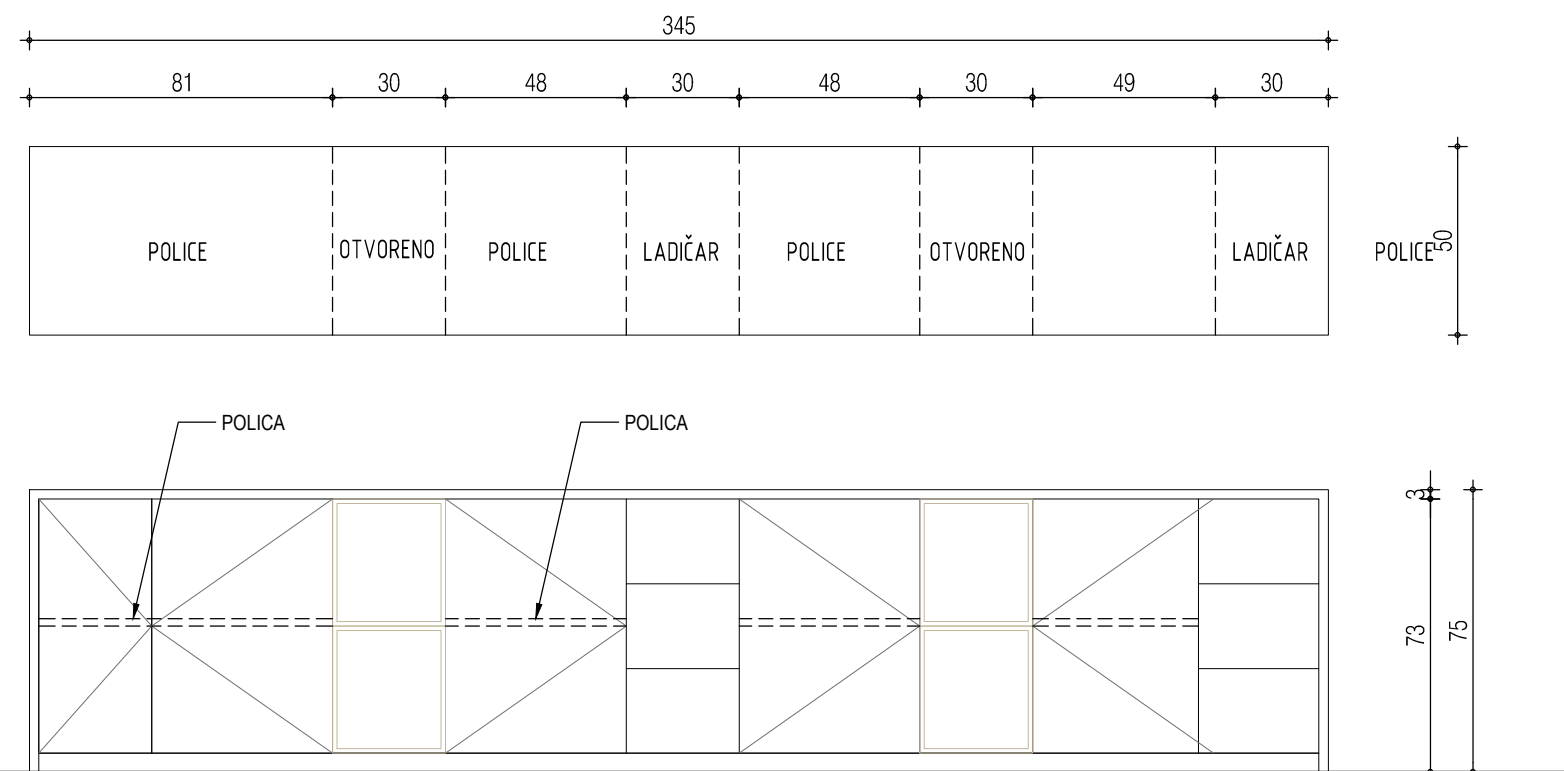 345
81 30 48 30 48 30 49 30
POLICE OTVORENO POLICE LADIČAR POLICE OTVORENO LADIČAR POLICE
50
POLICA POLICA
3
73 75